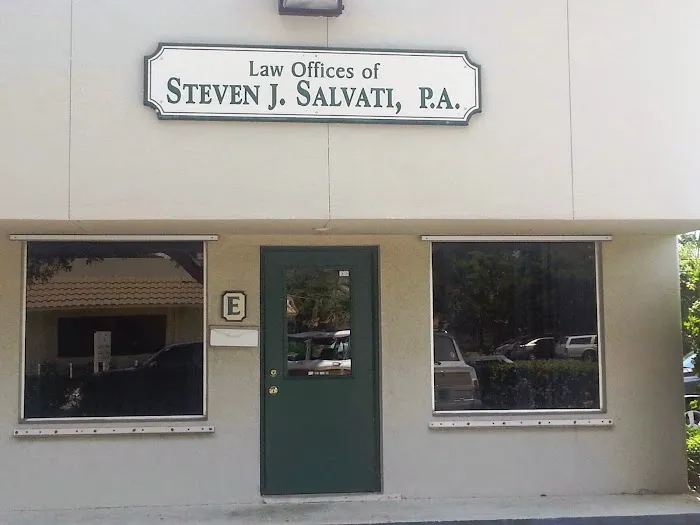 Law Offices of
STEVEN J. SALVATI, P.A.
E